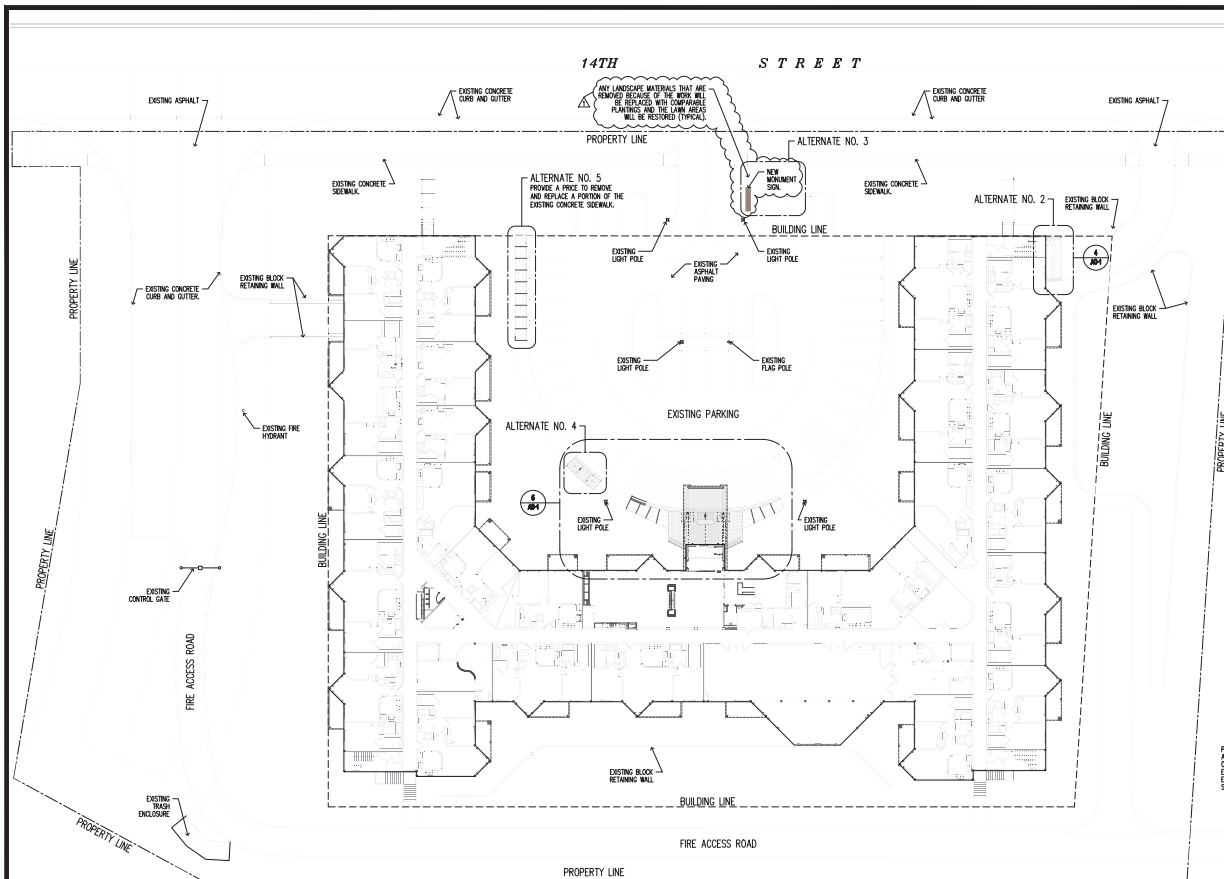 14TH STREET
ANY LANDSCAPE MATERIALS THAT ARE
REMOVED BECAUSE OF THE WORK WILL
BE REPLACED WITH COMPARABLE
PLANTINGS AND THE LAWN AREAS
WILL BE RESTORED (TYPICAL).
1
EXISTING CONCRETE
CURB AND GUTTER
EXISTING ASPHALT
EXISTING CONCRETE
CURB AND GUTTER
EXISTING ASPHALT
PROPERTY LINE
ALTERNATE NO. 3
NEW
MONUMENT
SIGN.
EXISTING CONCRETE
SIDEWALK.
ALTERNATE NO. 5
PROVIDE A PRICE TO REMOVE
AND REPLACE A PORTION OF THE
EXISTING CONCRETE SIDEWALK.
EXISTING CONCRETE
SIDEWALK.
ALTERNATE NO. 2
EXISTING BLOCK
RETAINING WALL
BUILDING LINE
EXISTING
LIGHT POLE
EXISTING
LIGHT POLE
EXISTING
ASPHALT
PAVING
4
PROPERTY LINE
EXISTING BLOCK
RETAINING WALL
EXISTING CONCRETE
CURB AND GUTTER.
EXISTING BLOCK
RETAINING WALL
EXISTING
LIGHT POLE
EXISTING
FLAG POLE
EXISTING PARKING
EXISTING FIRE
HYDRANT
ALTERNATE NO. 4
BUILDING LINE
PROPERTY LINE
EXISTING
LIGHT POLE
EXISTING
LIGHT POLE
BUILDING LINE
PROPERTY LINE
EXISTING
CONTROL GATE
FIRE ACCESS ROAD
EXISTING BLOCK
RETAINING WALL
BUILDING LINE
EXISTING
TRASH
ENCLOSURE
PROPERTY LINE
FIRE ACCESS ROAD
PROPERTY LINE